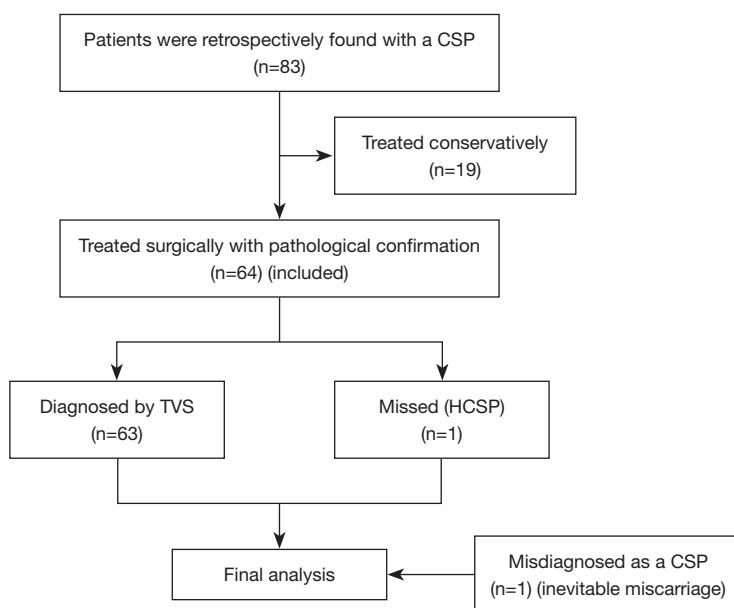 Patients were retrospectively found with a CSP
(n=83)
Treated conservatively
(n=19)
Treated surgically with pathological confirmation
(n=64) (included)
Diagnosed by TVS
(n=63)
Missed (HCSP)
(n=1)
Final analysis
Misdiagnosed as a CSP
(n=1) (inevitable miscarriage)